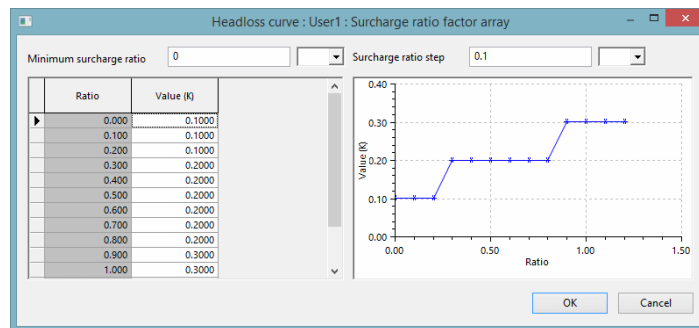 Headloss curve : User1 : Surcharge ratio factor array
Minimum surcharge ratio 0 Surcharge ratio step 0.1
Ratio Value (K)
0.000 0.1000
0.100 0.1000
0.200 0.1000
0.300 0.2000
0.400 0.2000
0.500 0.2000
0.600 0.2000
0.700 0.2000
0.800 0.2000
0.900 0.3000
1.000 0.3000
0.40
0.30
0.20
0.10
0.00
Value (K)
0.00 0.50 1.00 1.50
Ratio
OK Cancel